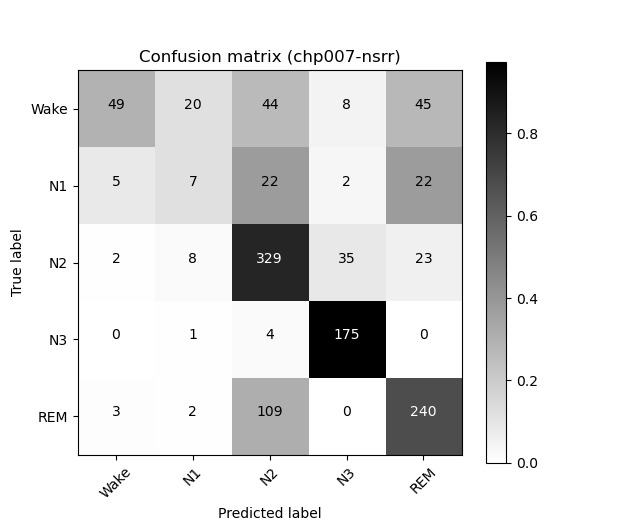 Confusion matrix (chp007-nsrr)
Wake 49 20 44 8 45
N1 5 7 22 2 22
N2 2 8 329 35 23
N3 0 1 4 175 0
REM 3 2 109 0 240
Wake N1 N2 N3 REM
True label
Predicted label
0.8
0.6
0.4
0.2
0.0